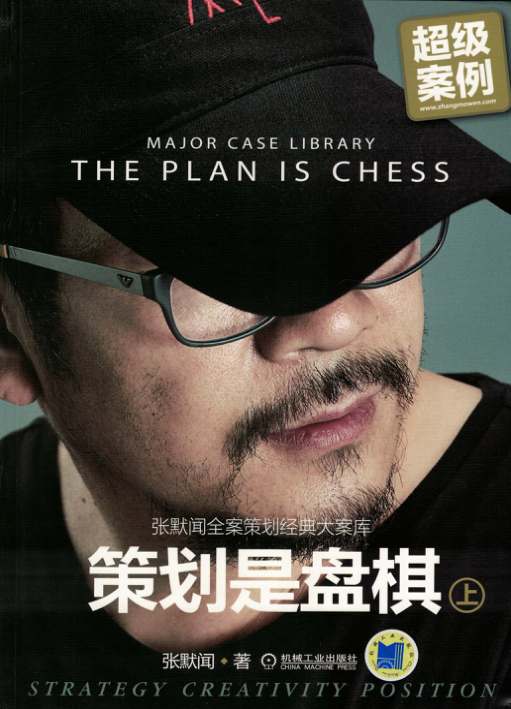 超级
案例
www.zhangmowen.com
MAJOR CASE LIBRARY
THE PLAN IS CHESS
张默闻全案策划经典大案库
策划是盘棋 上
张默闻·著 机械工业出版社
CHINA MACHINE PRESS
STRATEGY CREATIVITY POSITION